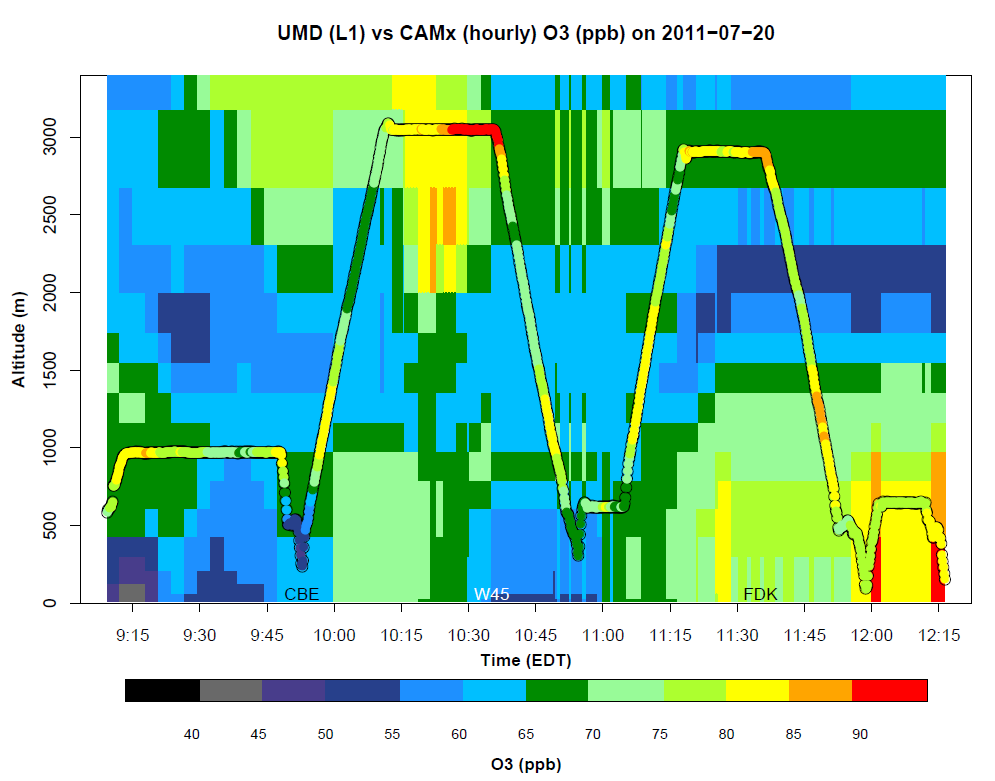 UMD (L1) vs CAMx (hourly) O3 (ppb) on 2011−07−20
3000
2500
2000
1500
1000
500
0
Altitude (m)
CBE W45 FDK
9:15 9:30 9:45 10:00 10:15 10:30 10:45 11:00 11:15 11:30 11:45 12:00 12:15
Time (EDT)
40 45 50 55 60 65 70 75 80 85 90
O3 (ppb)